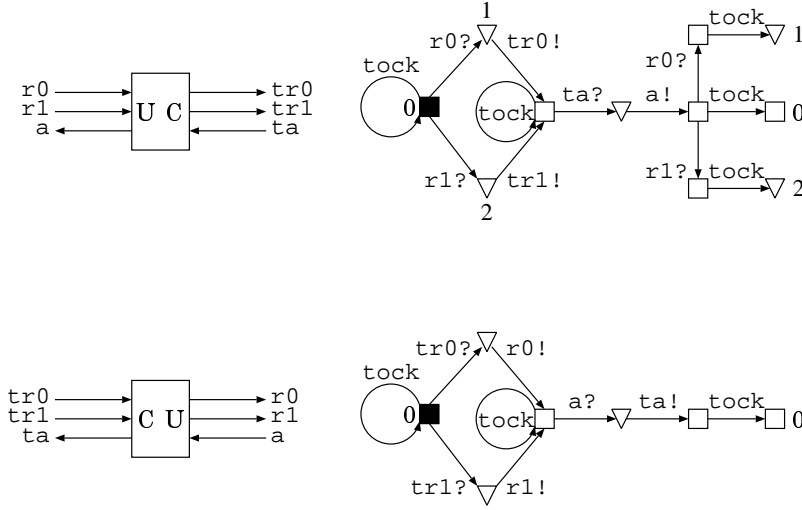 1
r0? tr0!
tock
0
tock
ta? a!
r1? tr1!
2
tock 1
r0?
tock
0
r1? tock
2
r0 tr0
r1 U C tr1
a ta
tr0? r0!
tock
0
tock
a? ta! tock
0
tr1? r1!
tr0 r0
tr1 C U r1
ta a